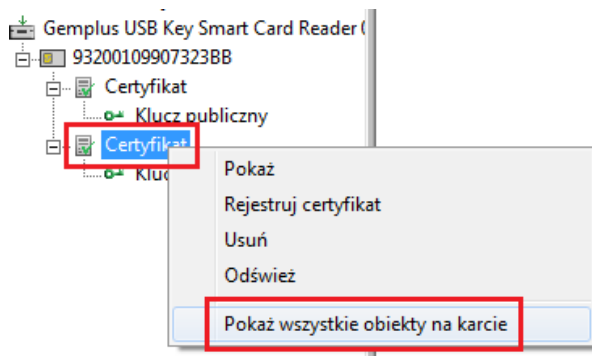 Gemplus USB Key Smart Card Reader (
93200109907323BB
Certyfikat
Klucz publiczny
Certyfikat
Pokaż
Rejestruj certyfikat
Usuń
Odśwież
Pokaż wszystkie obiekty na karcie